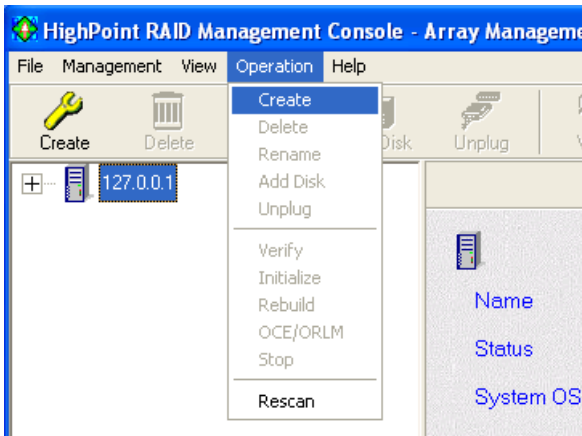 HighPoint RAID Management Console - Array Manageme
File Management View Operation Help
Create Delete Disk Unplug
Create
Delete
Rename
Add Disk
Unplug
Verify
Initialize
Rebuild
OCE/ORLM
Stop
Rescan
127.0.0.1
Name
Status
System OS